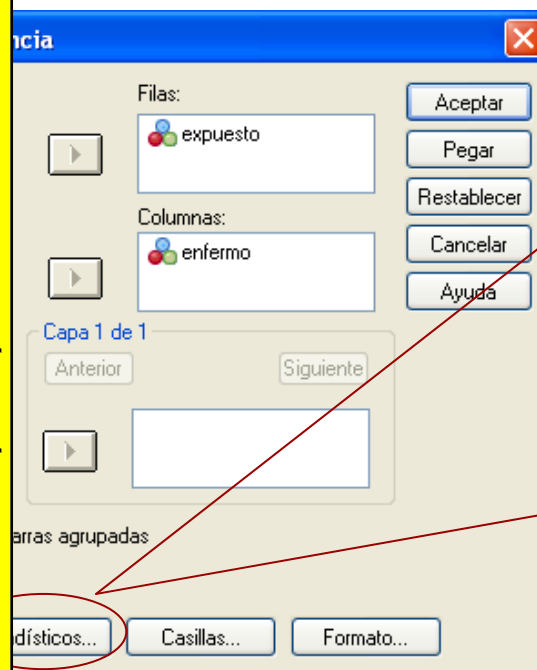 ncia
Filas:
expuesto
Columnas:
enfermo
Aceptar
Pegar
Restablecer
Cancelar
Ayuda
Capa 1 de 1
Anterior
Siguiente
arras agrupadas
dísticos...
Casillas...
Formato...